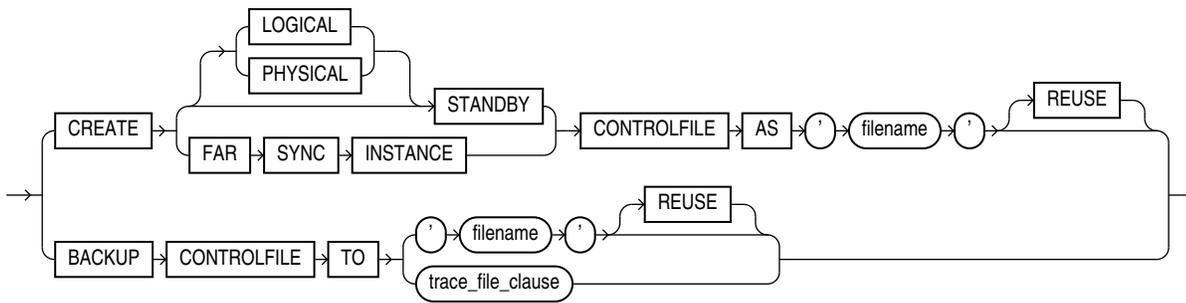 LOGICAL
PHYSICAL
REUSE
STANDBY
CREATE CONTROLFILE AS ' filename '
FAR SYNC INSTANCE
REUSE
' filename '
BACKUP CONTROLFILE TO
trace_file_clause